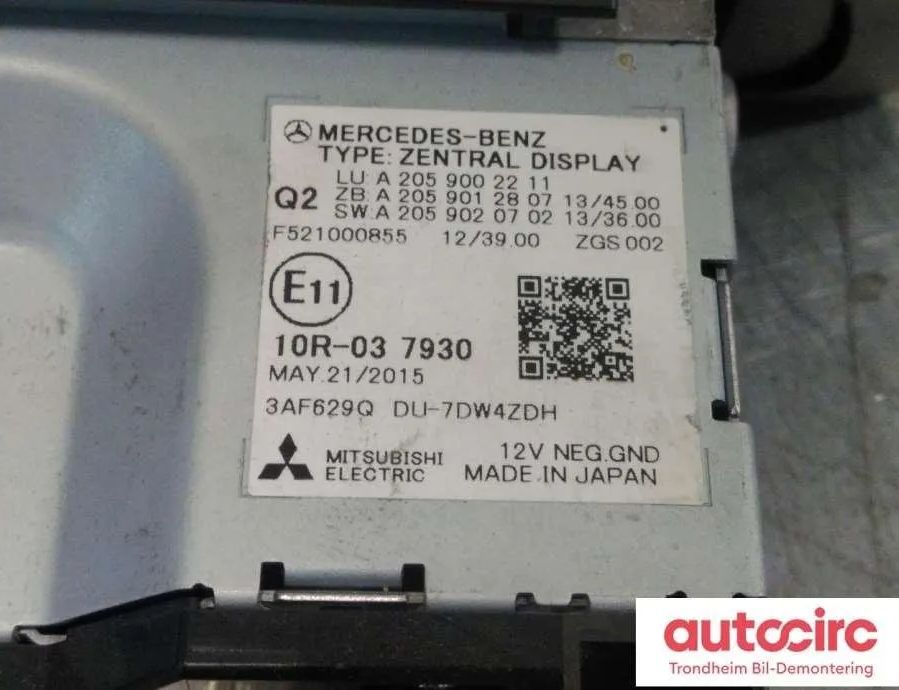 MERCEDES-BENZ
TYPE: ZENTRAL DISPLAY
LU: A 205 900 22 11
Q2 ZB: A 205 901 28 07 13/45.00
SW: A 205 902 07 02 13/36.00
F521000855 12/39.00 ZGS 002
E11
10R-03 7930
MAY.21/2015
3AF629Q DU-7DW4ZDH
MITSUBISHI ELECTRIC
12V NEG.GND
MADE IN JAPAN
autocirc
Trondheim Bil-Demontering